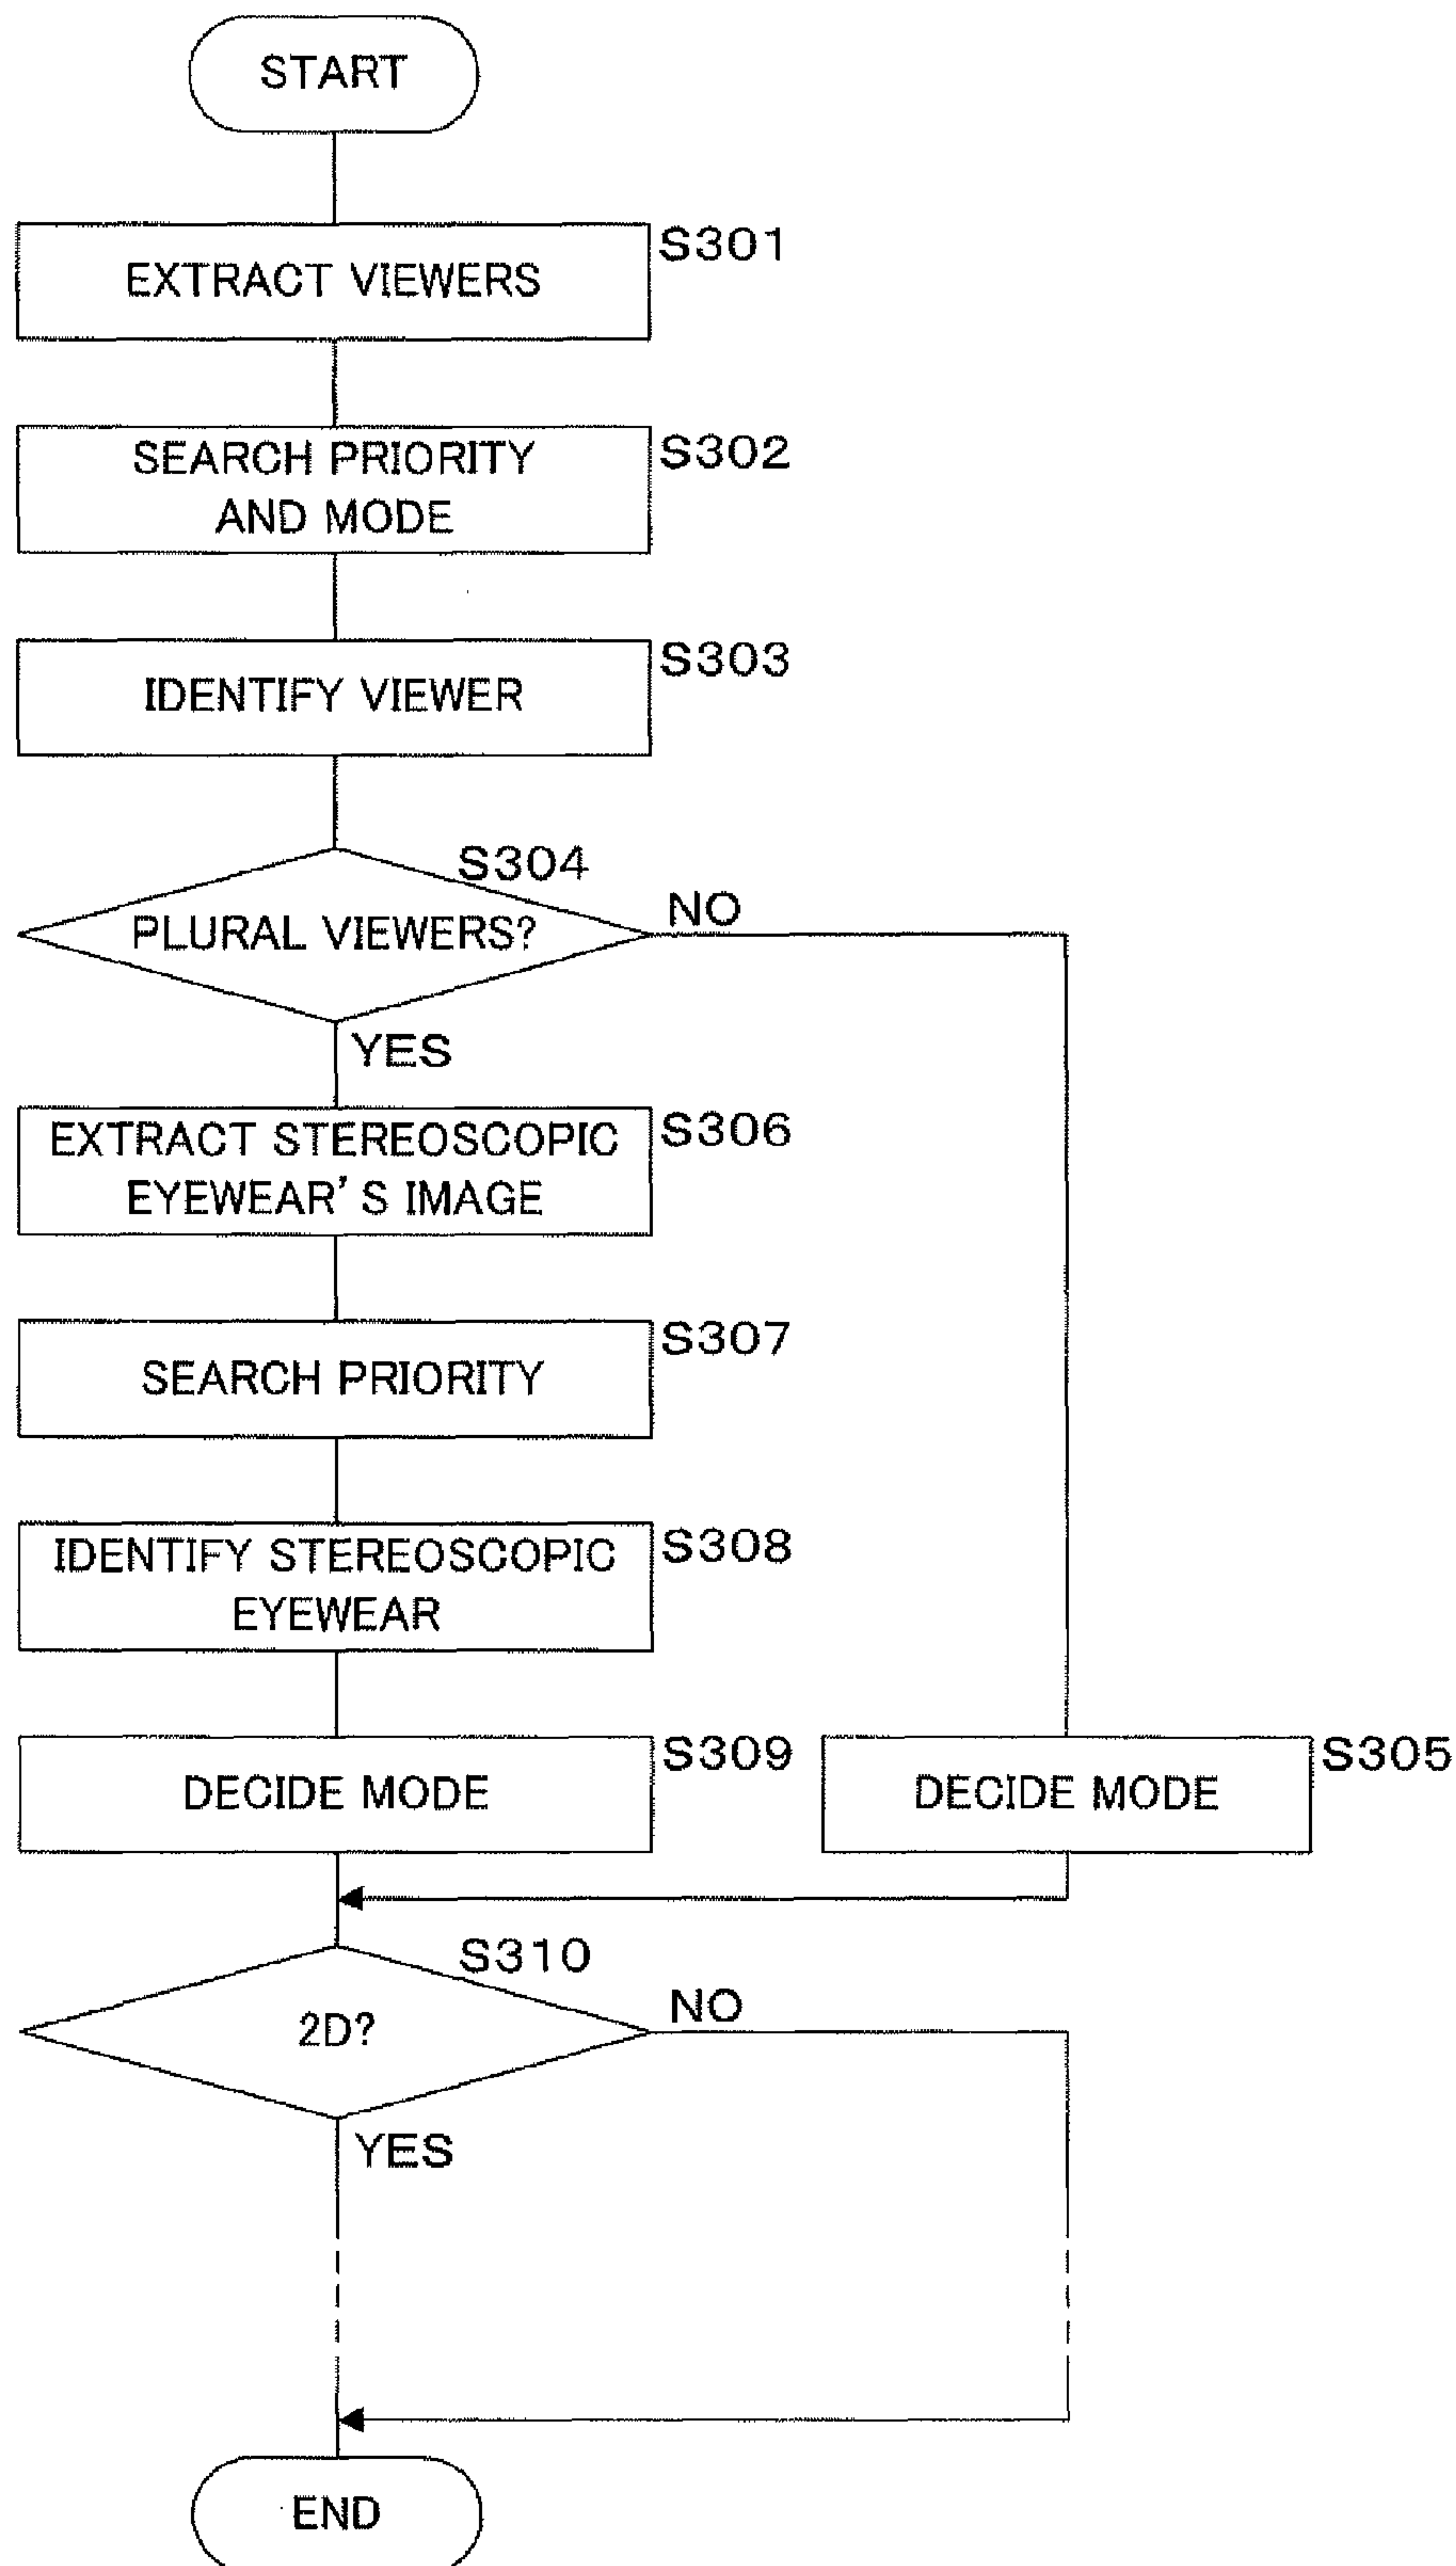 START
S301
EXTRACT VIEWERS
S302
SEARCH PRIORITY
AND MODE
S303
IDENTIFY VIEWER
S304
PLURAL VIEWERS?
NO
YES
S306
EXTRACT STEREOSCOPIC
EYEWEAR'S IMAGE
S307
SEARCH PRIORITY
S308
IDENTIFY STEREOSCOPIC
EYEWEAR
S309
DECIDE MODE
S305
DECIDE MODE
S310
2D?
NO
YES
END